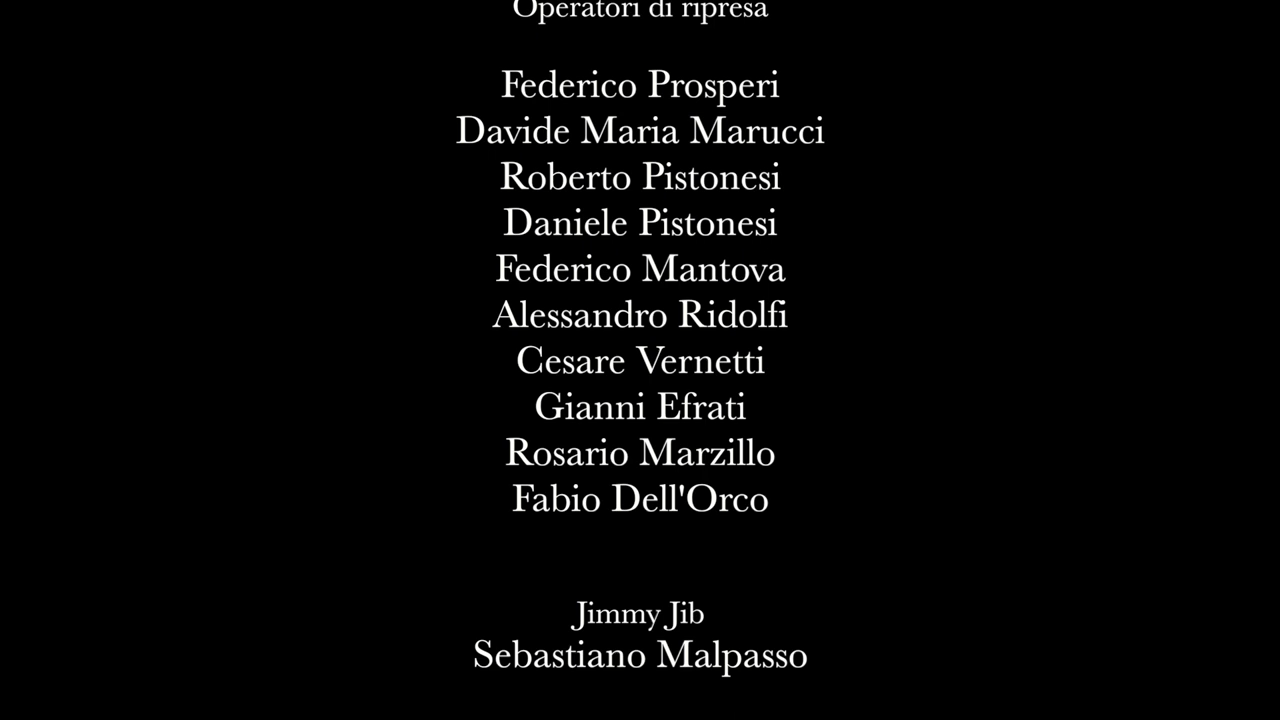 Operatori di ripresa
Federico Prosperi
Davide Maria Marucci
Roberto Pistonesi
Daniele Pistonesi
Federico Mantova
Alessandro Ridolfi
Cesare Vernetti
Gianni Efrati
Rosario Marzillo
Fabio Dell'Orco
Jimmy Jib
Sebastiano Malpasso